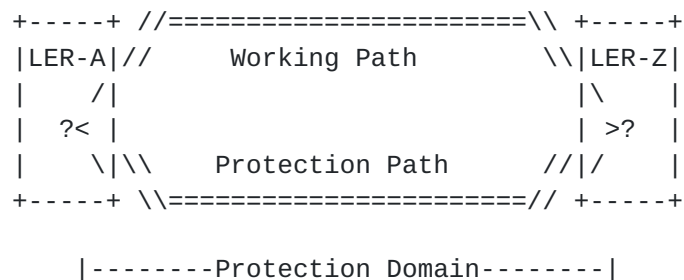 +-----+ //=======================\\ +-----+
|LER-A|//     Working Path        \\|LER-Z|
|    /|                             |\    |
|  ?< |                             | >?  |
|    \|\\    Protection Path      //|/    |
+-----+ \\=======================// +-----+
|--------Protection Domain--------|